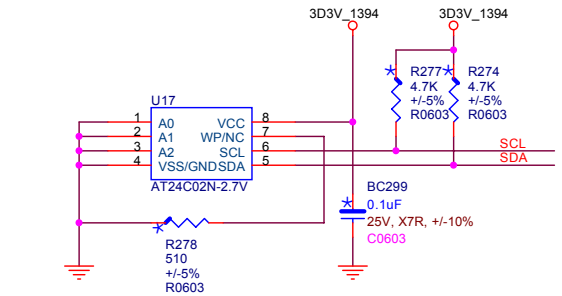 3D3V_1394
3D3V_1394
R277
4.7K
+/-5%
R0603
R274
4.7K
+/-5%
R0603
U17
1 A0 VCC 8
2 A1 WP/NC 7
3 A2 SCL 6
4 VSS/GND SDA 5
AT24C02N-2.7V
SCL
SDA
BC299
0.1uF
25V, X7R, +/-10%
C0603
R278
510
+/-5%
R0603